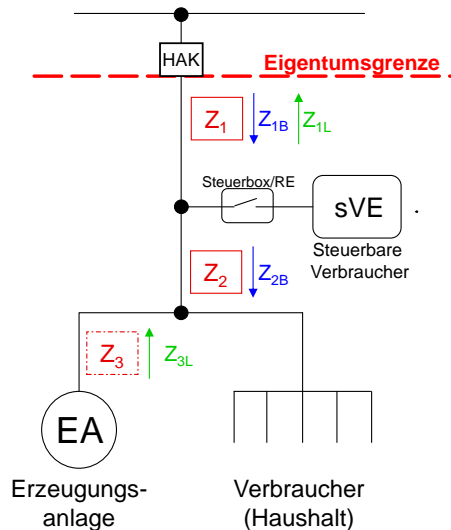 HAK
Eigentumsgrenze
Z1 Z1B Z1L
Steuerbox/RE
sVE
Steuerbare
Verbraucher
Z2 Z2B
Z3 Z3L
EA
Erzeugungs-
anlage
Verbraucher
(Haushalt)